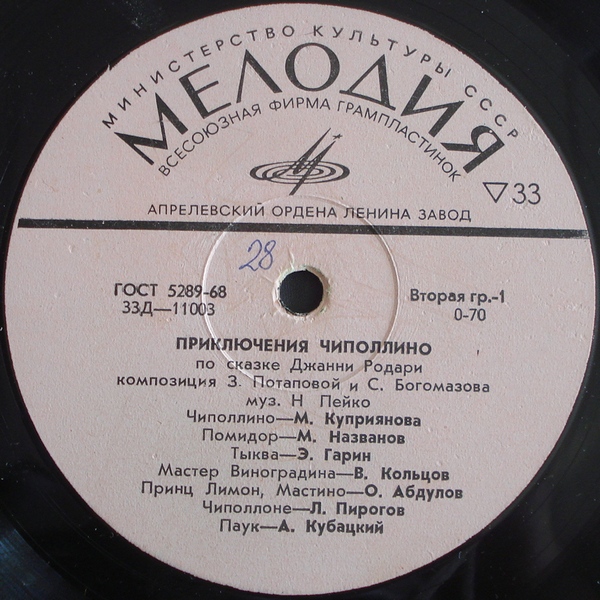 МИНИСТЕРСТВО КУЛЬТУРЫ СССР
МЕЛОДИЯ
ВСЕСОЮЗНАЯ ФИРМА ГРАМПЛАСТИНОК
▽33
АПРЕЛЕВСКИЙ ОРДЕНА ЛЕНИНА ЗАВОД
28
ГОСТ 5289-68
33Д—11003
Вторая гр.-1
0-70
ПРИКЛЮЧЕНИЯ ЧИПОЛЛИНО
по сказке Джанни Родари
композиция З. Потаповой и С. Богомазова
муз. Н Пейко
Чиполлино—М. Куприянова
Помидор—М. Названов
Тыква—Э. Гарин
Мастер Виноградина—В. Кольцов
Принц Лимон, Мастино—О. Абдулов
Чиполлоне—Л. Пирогов
Паук—А. Кубацкий